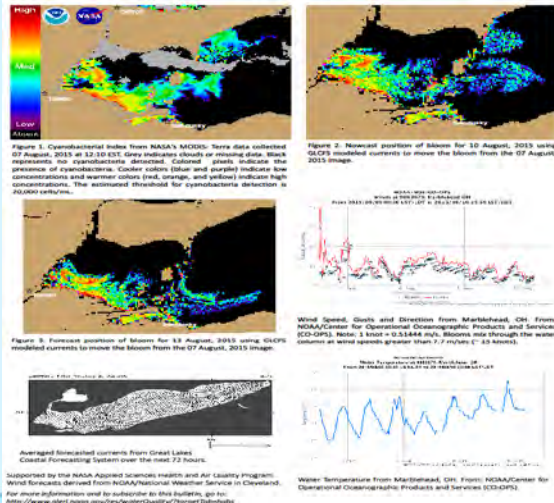 High
Med
Low
NOAA
NASA
Figure 1. Cyanobacterial Index from NASA's MODIS-Terra data collected
07 August, 2015 at 12:10 EST. Grey indicates clouds or missing data. Black
represents no cyanobacteria detected. Colored pixels indicate the
presence of cyanobacteria. Cooler colors (blue and purple) indicate low
concentrations and warmer colors (red, orange, and yellow) indicate high
concentrations. The estimated threshold for cyanobacteria detection is
20,000 cells/mL.
Sandusky
Figure 2. Nowcast position of bloom for 10 August, 2015 using
GLCFS modeled currents to move the bloom from the 07 August,
2015 image.
Figure 3. Forecast position of bloom for 13 August, 2015 using GLCFS
modeled currents to move the bloom from the 07 August, 2015 image.
Wind Speed, Gusts and Direction from Marblehead, OH. From:
NOAA/Center for Operational Oceanographic Products and Services
(CO-OPS). Note: 1 knot = 0.51444 m/s. Blooms mix through the water
column at wind speeds greater than 7.7 m/sec (~ 15 knots).
Averaged forecasted currents from Great Lakes
Coastal Forecasting System over the next 72 hours.
Supported by the NASA Applied Sciences Health and Air Quality Program
Wind forecasts derived from NOAA/National Weather Service in Cleveland.
For more information and to subscribe to this bulletin, go to:
Water Temperature from Marblehead, OH. From: NOAA/Center for
Operational Oceanographic Products and Services (CO-OPS).